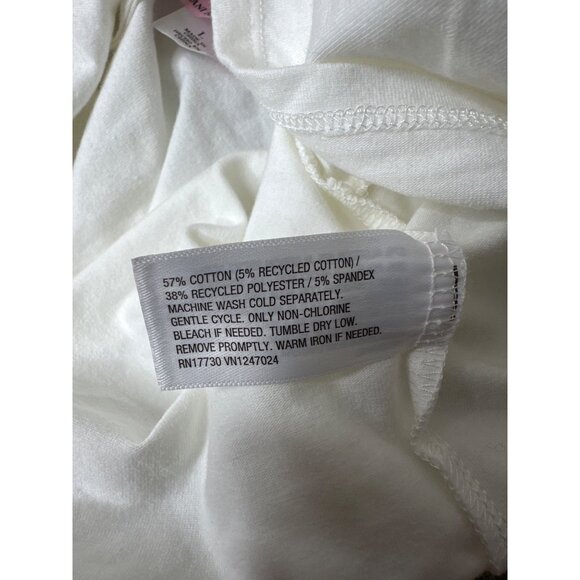 L
57% COTTON (5% RECYCLED COTTON) /
38% RECYCLED POLYESTER / 5% SPANDEX
MACHINE WASH COLD SEPARATELY.
GENTLE CYCLE. ONLY NON-CHLORINE
BLEACH IF NEEDED. TUMBLE DRY LOW.
REMOVE PROMPTLY. WARM IRON IF NEEDED.
RN17730 VN1247024